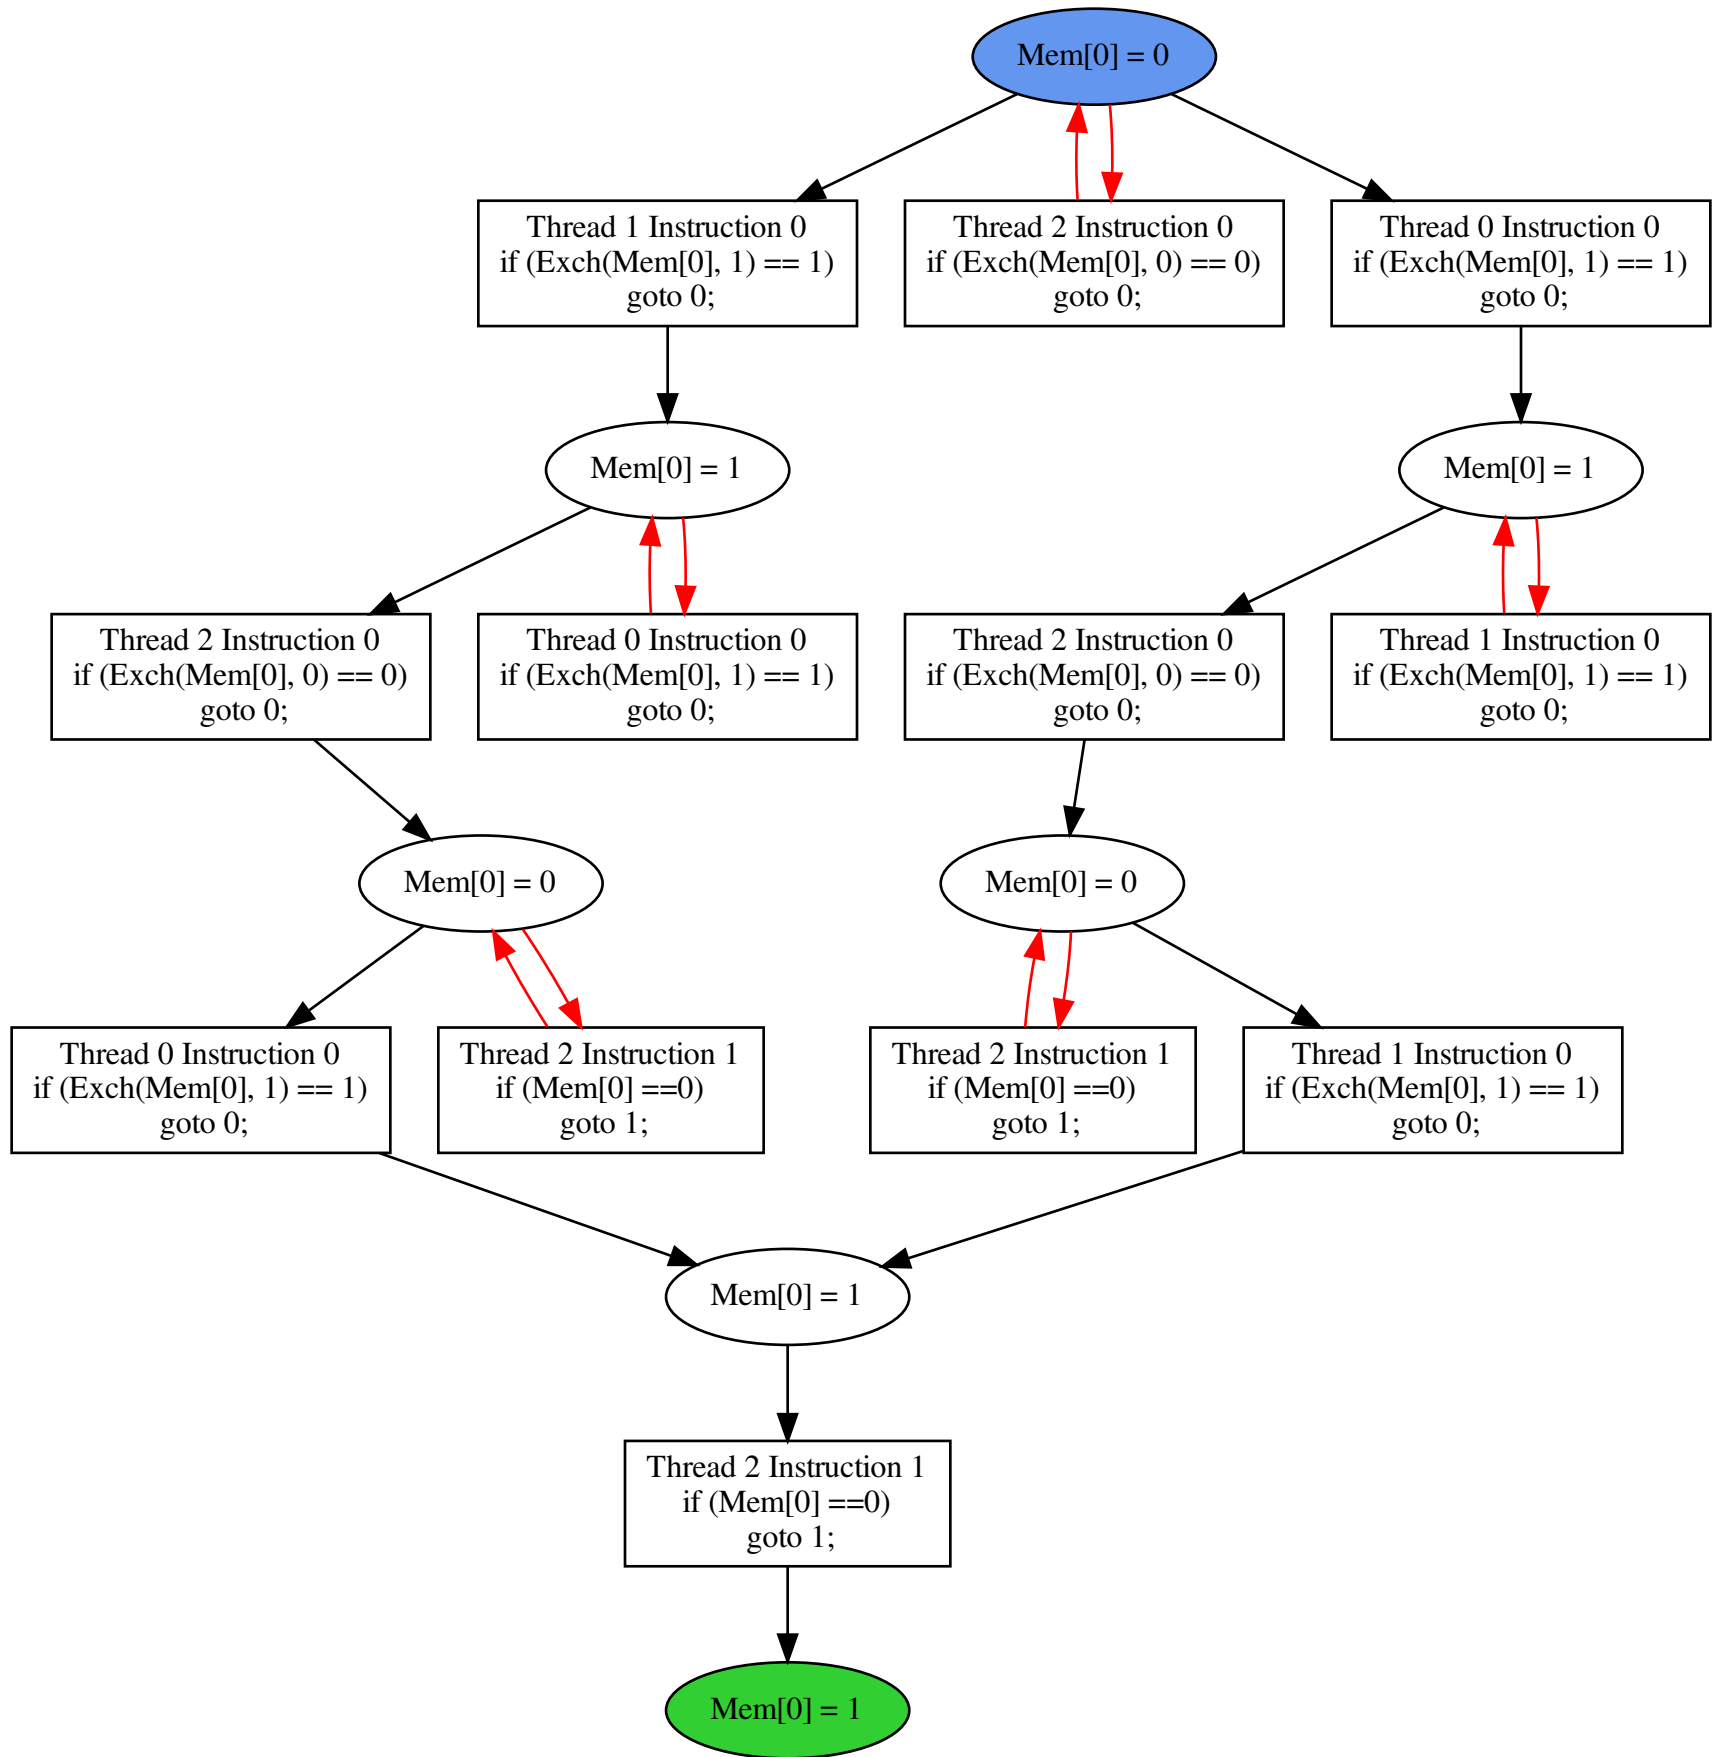 Mem[0] = 0
Thread 1 Instruction 0
if (Exch(Mem[0], 1) == 1)
goto 0;
Thread 2 Instruction 0
if (Exch(Mem[0], 0) == 0)
goto 0;
Thread 0 Instruction 0
if (Exch(Mem[0], 1) == 1)
goto 0;
Mem[0] = 1
Mem[0] = 1
Thread 2 Instruction 0
if (Exch(Mem[0], 0) == 0)
goto 0;
Thread 0 Instruction 0
if (Exch(Mem[0], 1) == 1)
goto 0;
Thread 2 Instruction 0
if (Exch(Mem[0], 0) == 0)
goto 0;
Thread 1 Instruction 0
if (Exch(Mem[0], 1) == 1)
goto 0;
Mem[0] = 0
Mem[0] = 0
Thread 0 Instruction 0
if (Exch(Mem[0], 1) == 1)
goto 0;
Thread 2 Instruction 1
if (Mem[0] ==0)
goto 1;
Thread 2 Instruction 1
if (Mem[0] ==0)
goto 1;
Thread 1 Instruction 0
if (Exch(Mem[0], 1) == 1)
goto 0;
Mem[0] = 1
Thread 2 Instruction 1
if (Mem[0] ==0)
goto 1;
Mem[0] = 1